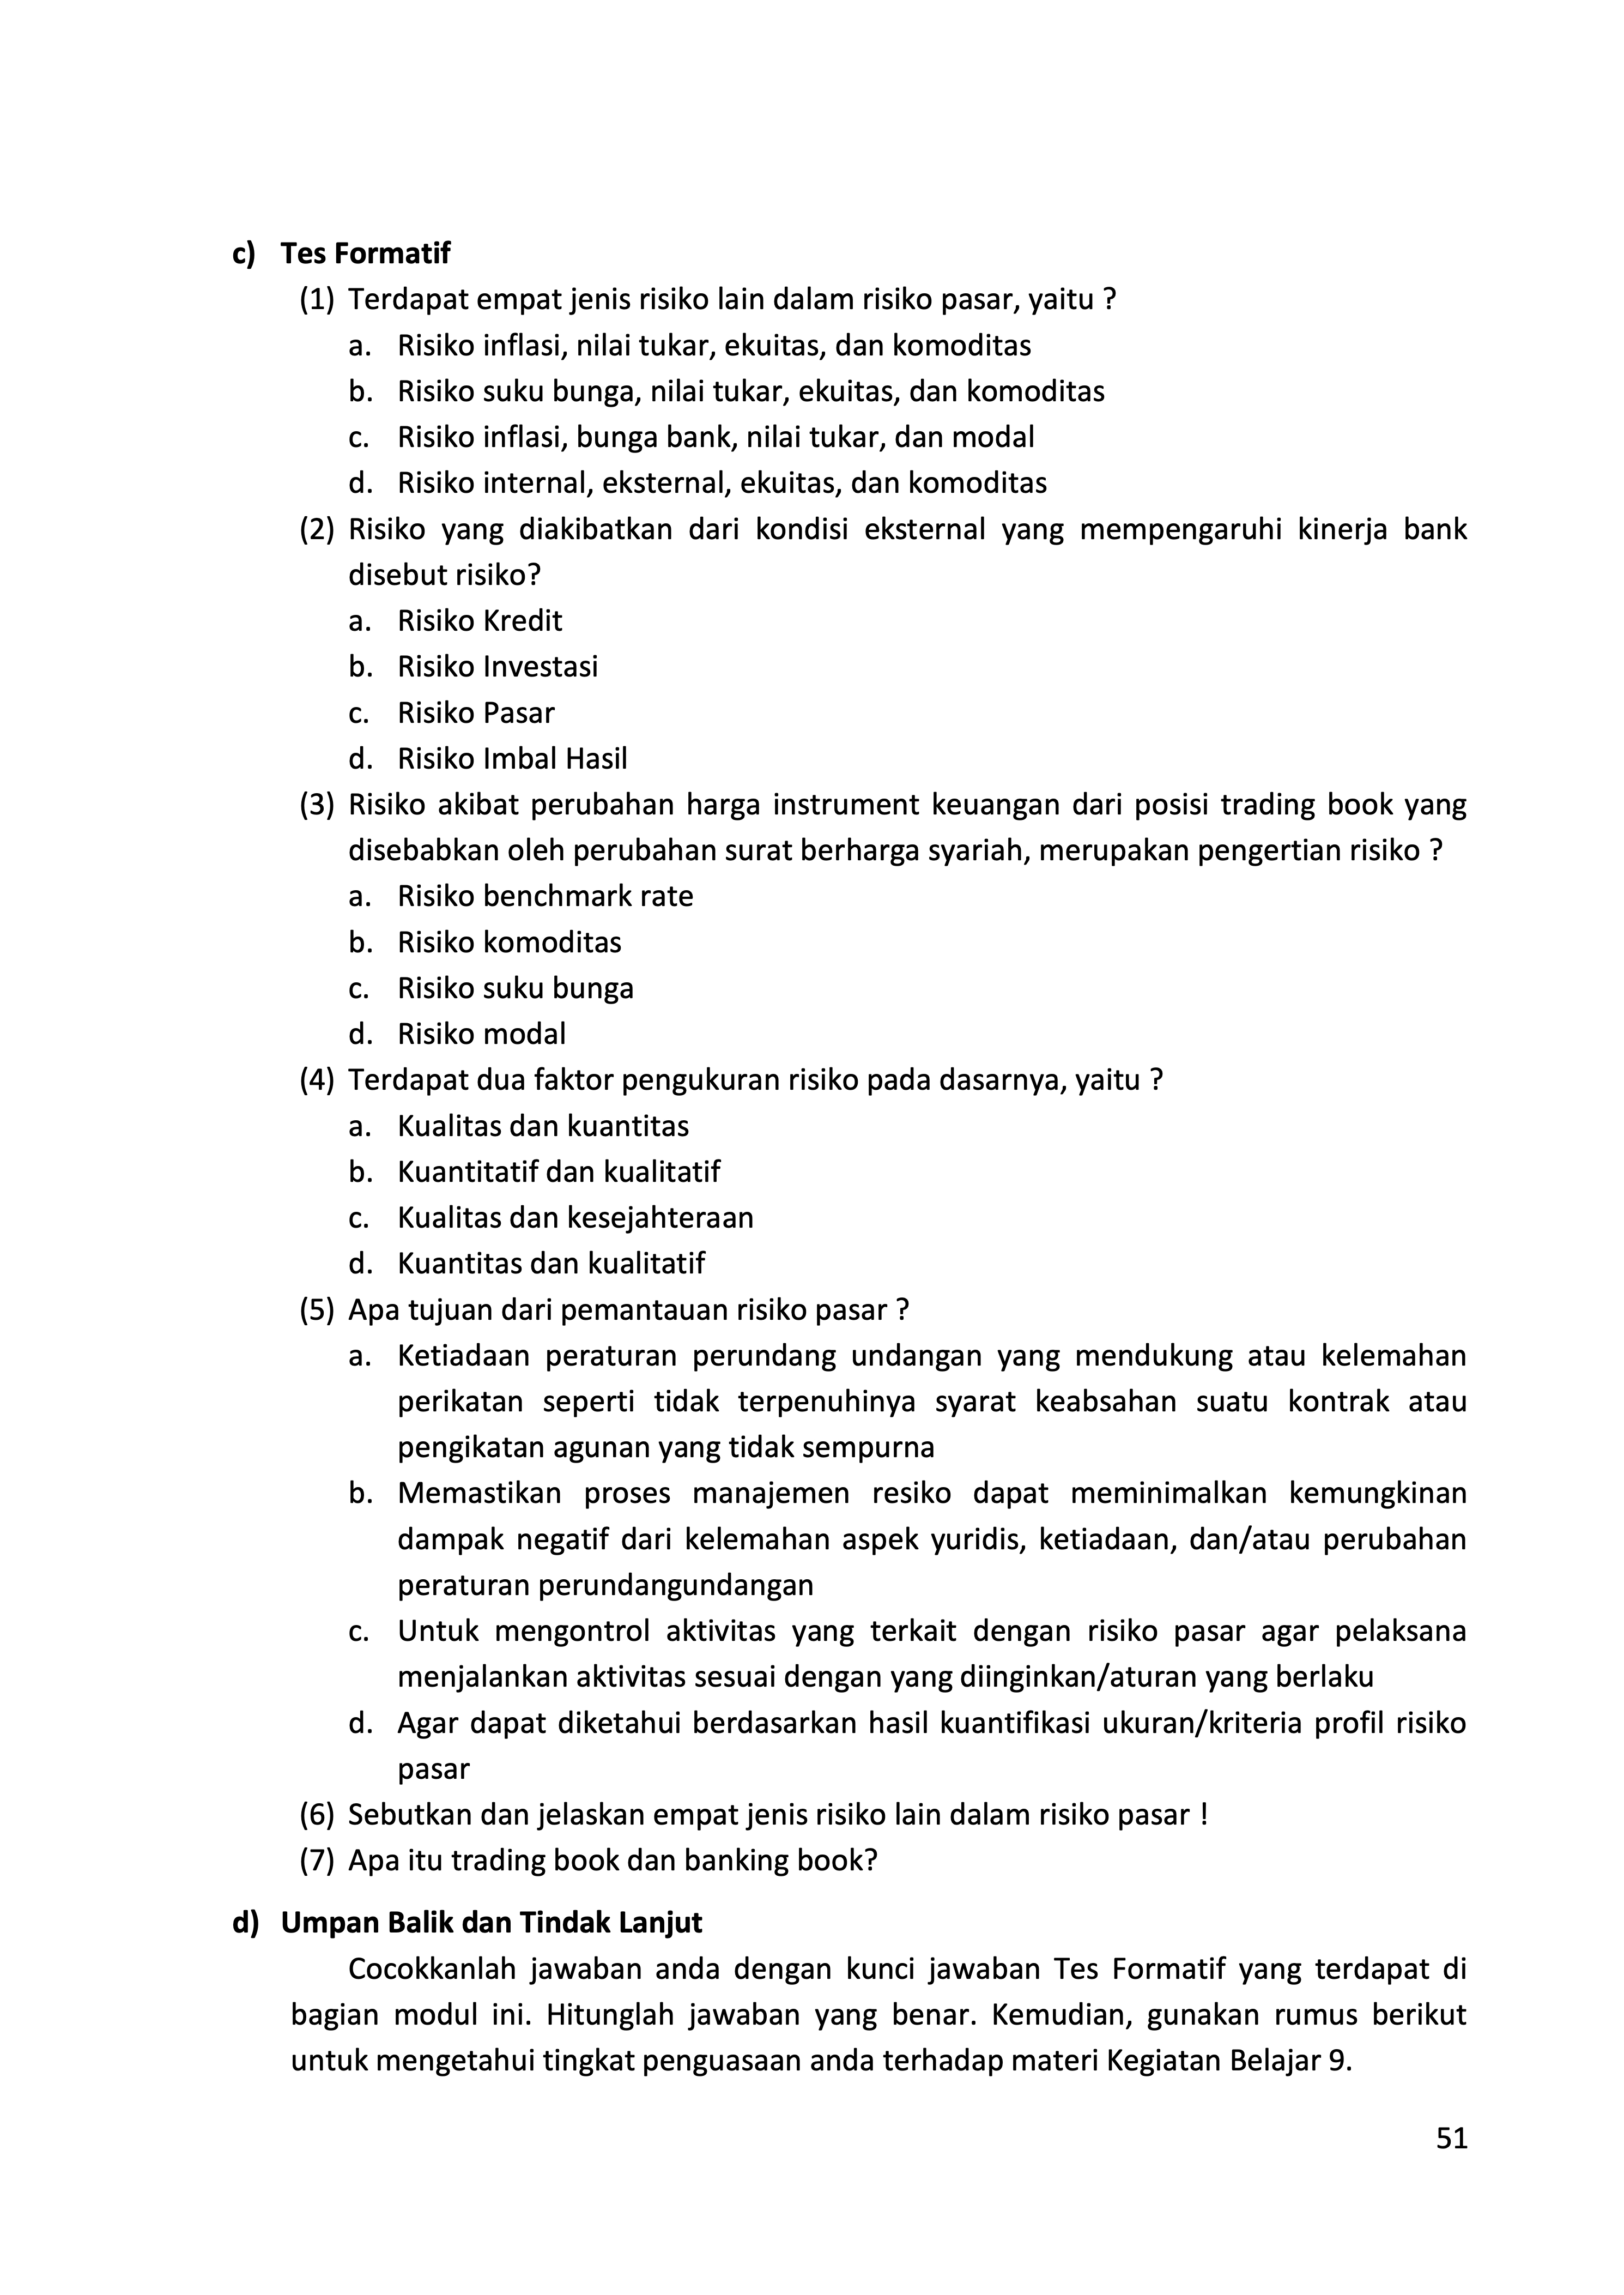 c) Tes Formatif
(1) Terdapat empat jenis risiko lain dalam risiko pasar, yaitu ?
a. Risiko inflasi, nilai tukar, ekuitas, dan komoditas
b. Risiko suku bunga, nilai tukar, ekuitas, dan komoditas
c. Risiko inflasi, bunga bank, nilai tukar, dan modal
d. Risiko internal, eksternal, ekuitas, dan komoditas
(2) Risiko yang diakibatkan dari kondisi eksternal yang mempengaruhi kinerja bank
disebut risiko?
a. Risiko Kredit
b. Risiko Investasi
c. Risiko Pasar
d. Risiko Imbal Hasil
(3) Risiko akibat perubahan harga instrument keuangan dari posisi trading book yang
disebabkan oleh perubahan surat berharga syariah, merupakan pengertian risiko ?
a. Risiko benchmark rate
b. Risiko komoditas
c. Risiko suku bunga
d. Risiko modal
(4) Terdapat dua faktor pengukuran risiko pada dasarnya, yaitu ?
a. Kualitas dan kuantitas
b. Kuantitatif dan kualitatif
c. Kualitas dan kesejahteraan
d. Kuantitas dan kualitatif
(5) Apa tujuan dari pemantauan risiko pasar ?
a. Ketiadaan peraturan perundang undangan yang mendukung atau kelemahan
perikatan seperti tidak terpenuhinya syarat keabsahan suatu kontrak atau
pengikatan agunan yang tidak sempurna
b. Memastikan proses manajemen resiko dapat meminimalkan kemungkinan
dampak negatif dari kelemahan aspek yuridis, ketiadaan, dan/atau perubahan
peraturan perundangundangan
c. Untuk mengontrol aktivitas yang terkait dengan risiko pasar agar pelaksana
menjalankan aktivitas sesuai dengan yang diinginkan/aturan yang berlaku
d. Agar dapat diketahui berdasarkan hasil kuantifikasi ukuran/kriteria profil risiko
pasar
(6) Sebutkan dan jelaskan empat jenis risiko lain dalam risiko pasar !
(7) Apa itu trading book dan banking book?
d) Umpan Balik dan Tindak Lanjut
Cocokkanlah jawaban anda dengan kunci jawaban Tes Formatif yang terdapat di
bagian modul ini. Hitunglah jawaban yang benar. Kemudian, gunakan rumus berikut
untuk mengetahui tingkat penguasaan anda terhadap materi Kegiatan Belajar 9.
51